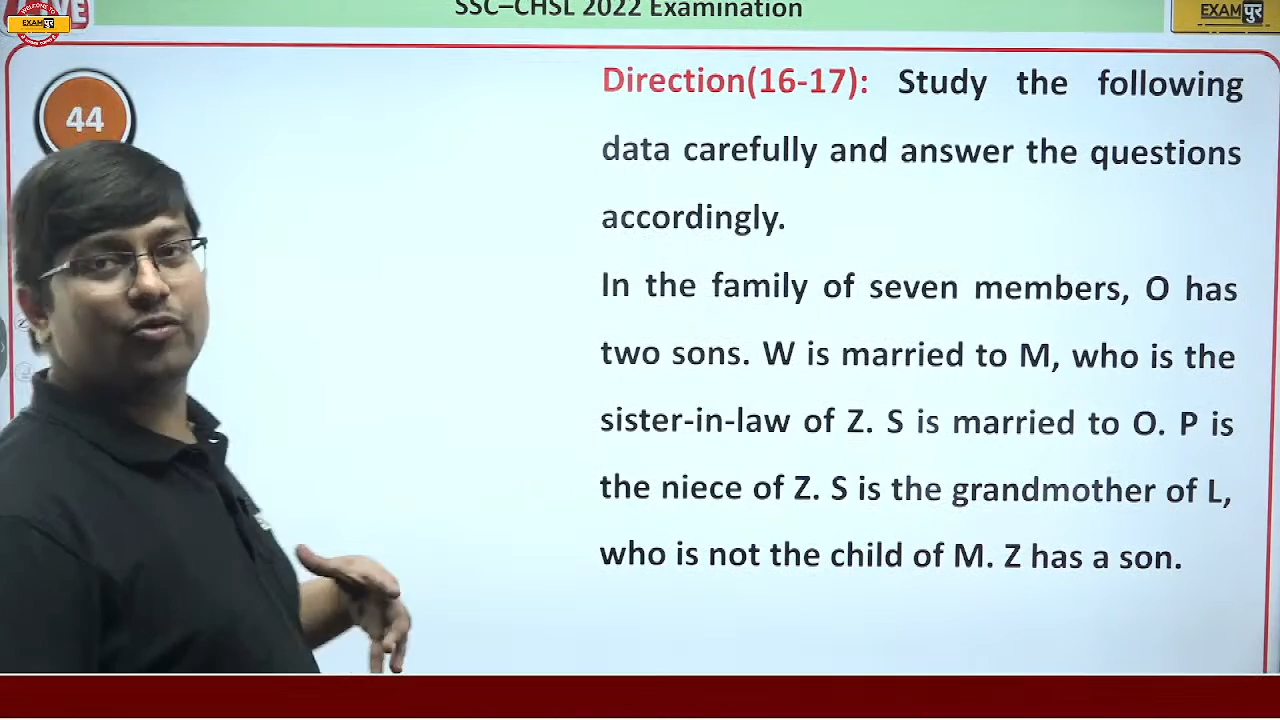 SSC–CHSL 2022 Examination
WELCOME TO
EXAMपुर
EXAMपुर
44
Direction(16-17): Study the following
data carefully and answer the questions
accordingly.
In the family of seven members, O has
two sons. W is married to M, who is the
sister-in-law of Z. S is married to O. P is
the niece of Z. S is the grandmother of L,
who is not the child of M. Z has a son.